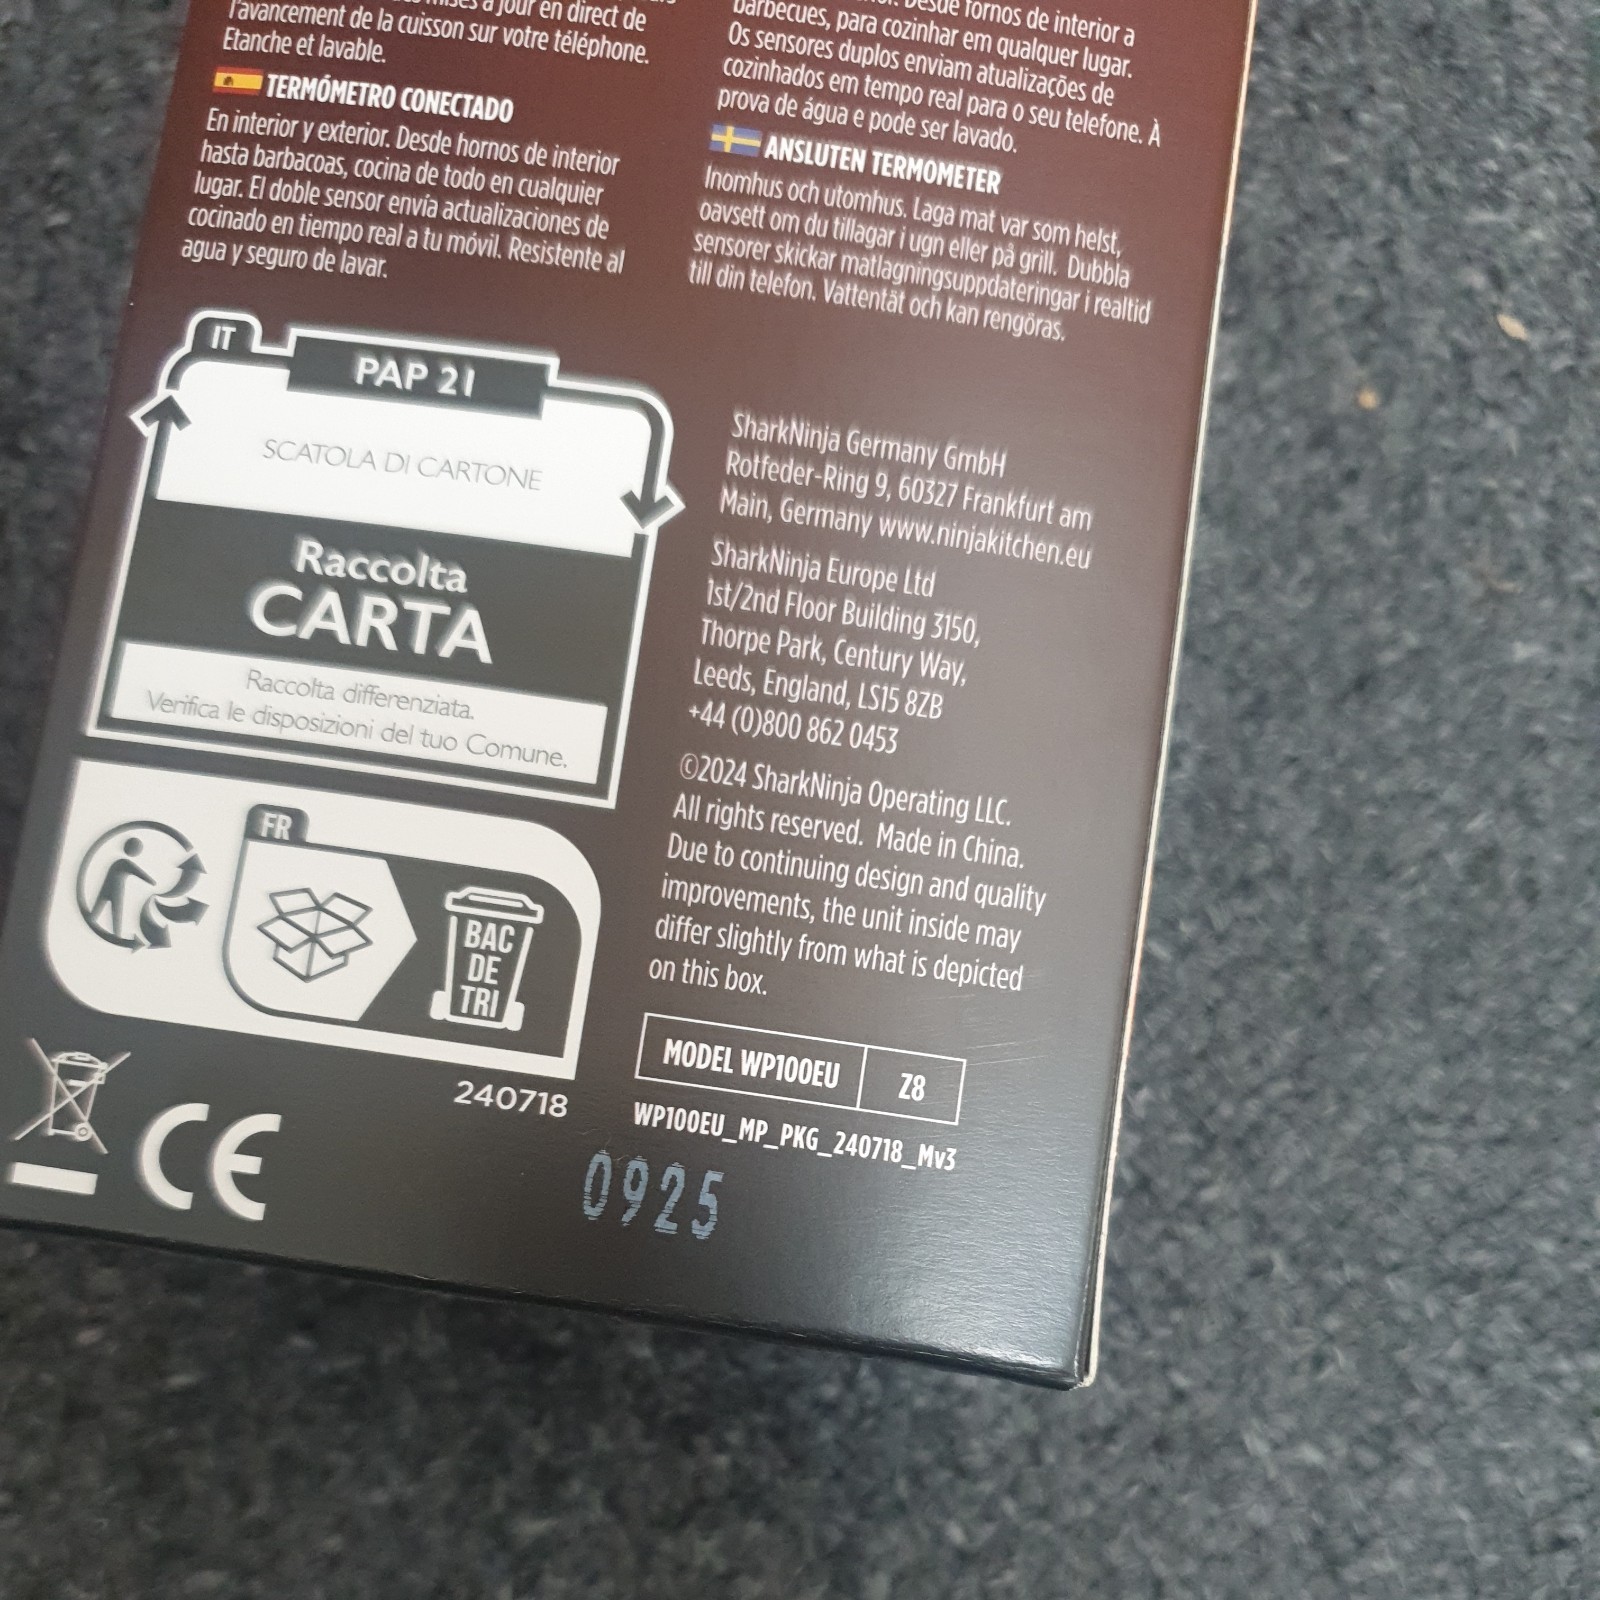 mises à jour en direct de
l'avancement de la cuisson sur votre téléphone.
Etanche et lavable.
TERMÓMETRO CONECTADO
En interior y exterior. Desde hornos de interior
hasta barbacoas, cocina de todo en cualquier
lugar. El doble sensor envía actualizaciones de
cocinado en tiempo real a tu móvil. Resistente al
agua y seguro de lavar.
Desde fornos de interior a
barbecues, para cozinhar em qualquer lugar.
Os sensores duplos enviam atualizações de
cozinhados em tempo real para o seu telefone. À
prova de água e pode ser lavado.
ANSLUTEN TERMOMETER
Inomhus och utomhus. Laga mat var som helst,
oavsett om du tillagar i ugn eller på grill. Dubbla
sensorer skickar matlagningsuppdateringar i realtid
till din telefon. Vattentät och kan rengöras.
IT
PAP 21
SCATOLA DI CARTONE
Raccolta
CARTA
Raccolta differenziata.
Verifica le disposizioni del tuo Comune.
FR
BAC
DE
TRI
240718
CE
SharkNinja Germany GmbH
Rotfeder-Ring 9, 60327 Frankfurt am
Main, Germany www.ninjakitchen.eu
SharkNinja Europe Ltd
1st/2nd Floor Building 3150,
Thorpe Park, Century Way,
Leeds, England, LS15 8ZB
+44 (0)800 862 0453
©2024 SharkNinja Operating LLC.
All rights reserved. Made in China.
Due to continuing design and quality
improvements, the unit inside may
differ slightly from what is depicted
on this box.
MODEL WP100EU Z8
WP100EU_MP_PKG_240718_Mv3
0925